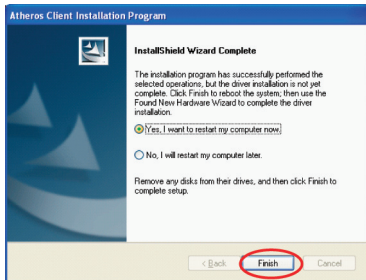 Atheros Client Installation Program
InstallShield Wizard Complete
The installation program has successfully performed the
selected operations, but the driver installation is not yet
complete. Click Finish to reboot the system; then use the
Found New Hardware Wizard to complete the driver
installation.
Yes, I want to restart my computer now.
No, I will restart my computer later.
Remove any disks from their drives, and then click Finish to
complete setup.
< Back Finish Cancel